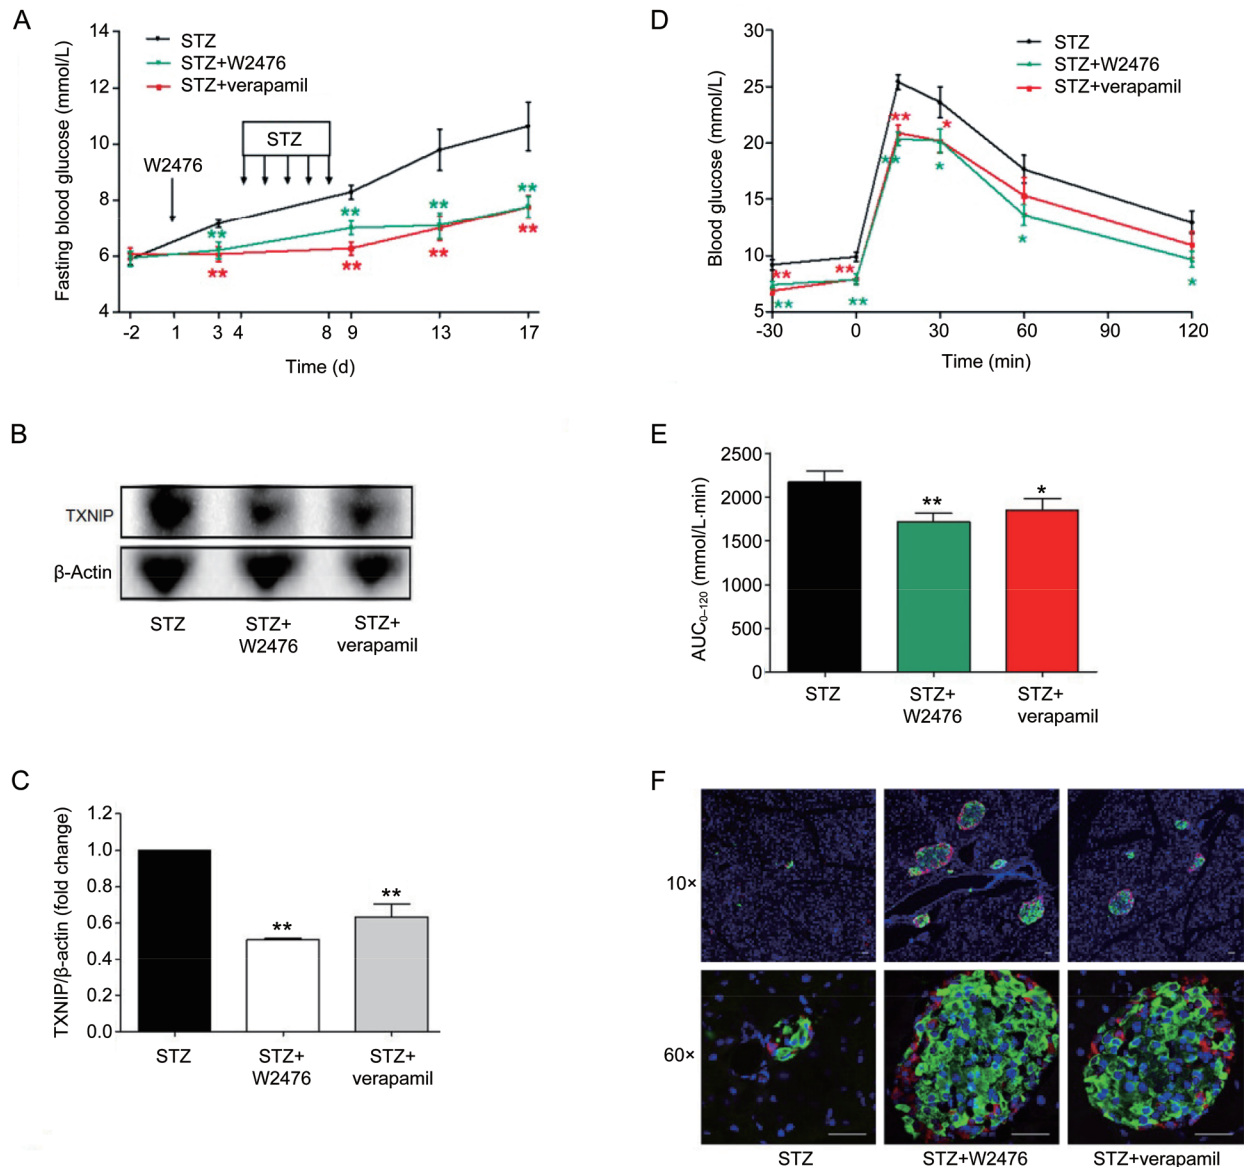 A
Fasting blood glucose (mmol/L)
14
12
10
8
6
4
STZ
STZ+W2476
STZ+verapamil
W2476
STZ
**
**
**
**
**
**
**
**
-2
1
3
4
8
9
13
17
Time (d)
D
Blood glucose (mmol/L)
30
25
20
15
10
5
STZ
STZ+W2476
STZ+verapamil
**
**
**
**
**
**
*
*
*
*
-30
0
30
60
90
120
Time (min)
B
TXNIP
β-Actin
STZ
STZ+
W2476
STZ+
verapamil
E
AUC0–120 (mmol/L·min)
2500
2000
1500
1000
500
0
**
*
STZ
STZ+
W2476
STZ+
verapamil
C
TXNIP/β-actin (fold change)
1.2
1.0
0.8
0.6
0.4
0.2
0.0
**
**
STZ
STZ+
W2476
STZ+
verapamil
F
10×
60×
STZ
STZ+W2476
STZ+verapamil